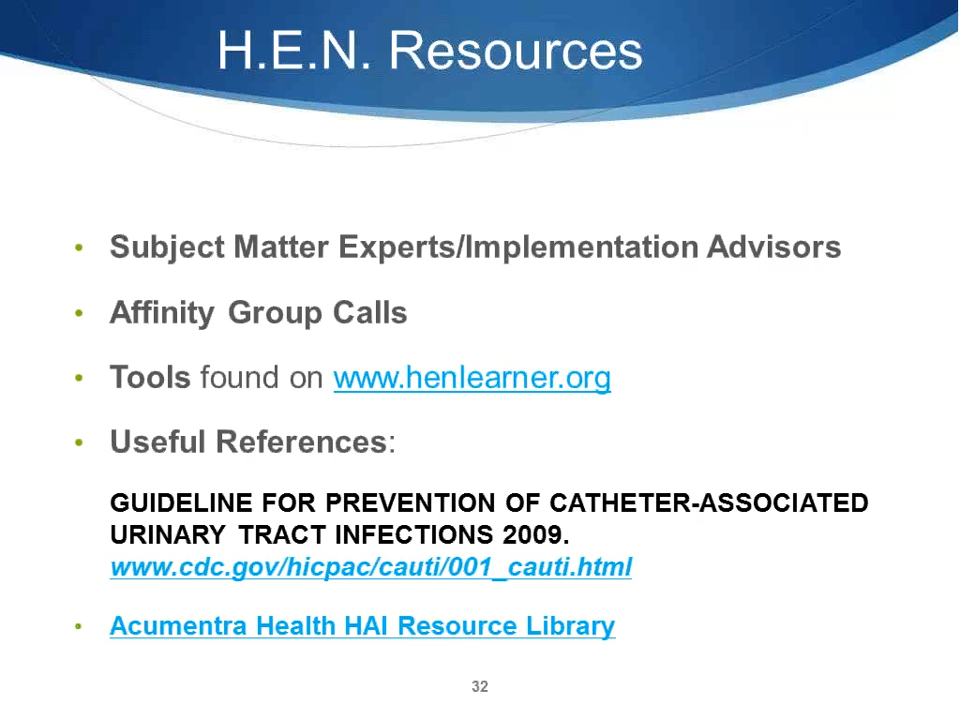 H.E.N. Resources
• Subject Matter Experts/Implementation Advisors
• Affinity Group Calls
• Tools found on www.henlearner.org
• Useful References:
GUIDELINE FOR PREVENTION OF CATHETER-ASSOCIATED
URINARY TRACT INFECTIONS 2009.
www.cdc.gov/hicpac/cauti/001_cauti.html
• Acumentra Health HAI Resource Library
32